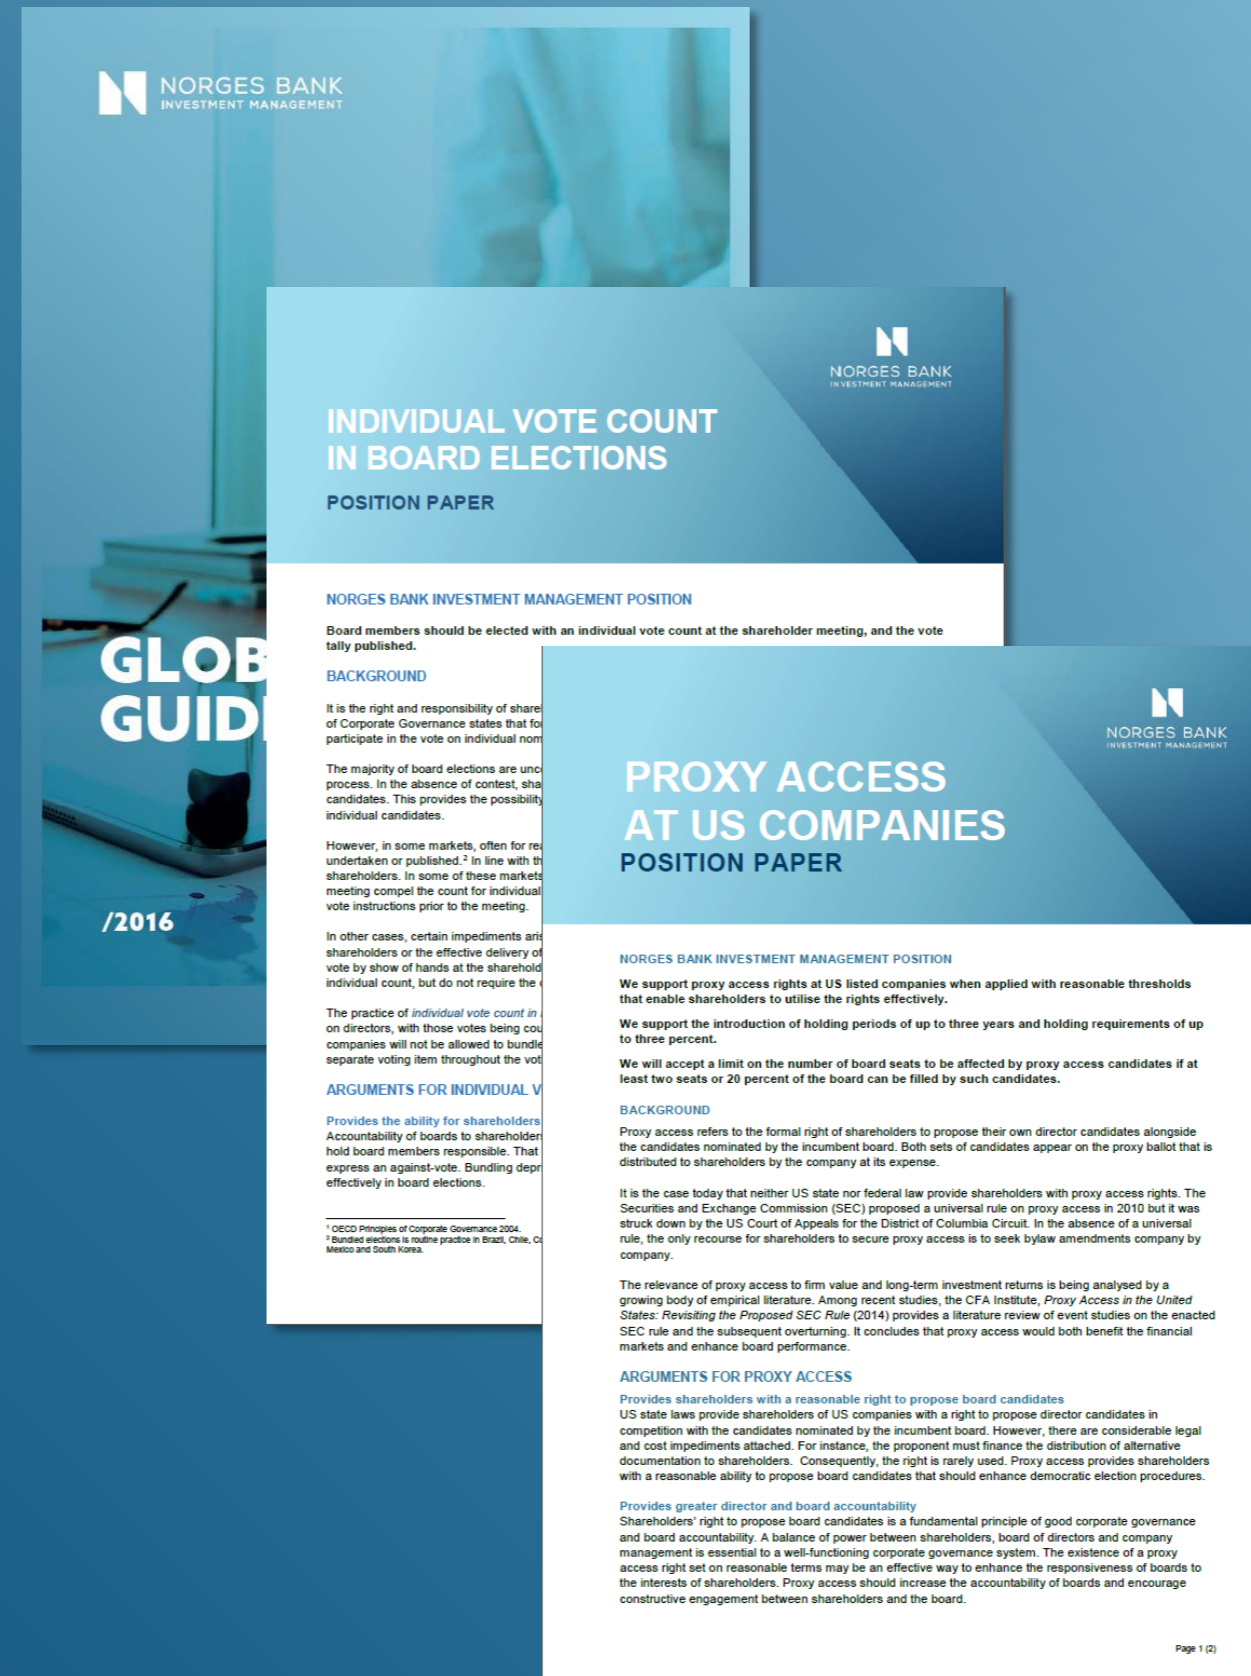 NORGES BANK
INVESTMENT MANAGEMENT
/2016
NORGES BANK
INVESTMENT MANAGEMENT
INDIVIDUAL VOTE COUNT
IN BOARD ELECTIONS
POSITION PAPER
NORGES BANK INVESTMENT MANAGEMENT POSITION
Board members should be elected with an individual vote count at the shareholder meeting, and the vote
tally published.
BACKGROUND
It is the right and responsibility of
of Corporate Governance states that
participate in the vote on individual
The majority of board elections are
process. In the absence of contest,
candidates. This provides the possibility
individual candidates.
However, in some markets, often for
undertaken or published.² In line with
shareholders. In some of these markets
meeting compel the count for individual
vote instructions prior to the meeting.
In other cases, certain impediments
shareholders or the effective delivery of
vote by show of hands at the
individual count, but do not require the
The practice of individual vote count in
on directors, with those votes being
companies will not be allowed to
separate voting item throughout the
ARGUMENTS FOR INDIVIDUAL
Provides the ability for shareholders
Accountability of boards to
hold board members responsible. That
express an against-vote. Bundling
effectively in board elections.
¹ OECD Principles of Corporate Governance 2004.
² Bundled elections is routine practice in Brazil, Chile,
Mexico and South Korea.
NORGES BANK
INVESTMENT MANAGEMENT
PROXY ACCESS
AT US COMPANIES
POSITION PAPER
NORGES BANK INVESTMENT MANAGEMENT POSITION
We support proxy access rights at US listed companies when applied with reasonable thresholds
that enable shareholders to utilise the rights effectively.
We support the introduction of holding periods of up to three years and holding requirements of up
to three percent.
We will accept a limit on the number of board seats to be affected by proxy access candidates if at
least two seats or 20 percent of the board can be filled by such candidates.
BACKGROUND
Proxy access refers to the formal right of shareholders to propose their own director candidates alongside
the candidates nominated by the incumbent board. Both sets of candidates appear on the proxy ballot that is
distributed to shareholders by the company at its expense.
It is the case today that neither US state nor federal law provide shareholders with proxy access rights. The
Securities and Exchange Commission (SEC) proposed a universal rule on proxy access in 2010 but it was
struck down by the US Court of Appeals for the District of Columbia Circuit. In the absence of a universal
rule, the only recourse for shareholders to secure proxy access is to seek bylaw amendments company by
company.
The relevance of proxy access to firm value and long-term investment returns is being analysed by a
growing body of empirical literature. Among recent studies, the CFA Institute, Proxy Access in the United
States: Revisiting the Proposed SEC Rule (2014) provides a literature review of event studies on the enacted
SEC rule and the subsequent overturning. It concludes that proxy access would both benefit the financial
markets and enhance board performance.
ARGUMENTS FOR PROXY ACCESS
Provides shareholders with a reasonable right to propose board candidates
US state laws provide shareholders of US companies with a right to propose director candidates in
competition with the candidates nominated by the incumbent board. However, there are considerable legal
and cost impediments attached. For instance, the proponent must finance the distribution of alternative
documentation to shareholders. Consequently, the right is rarely used. Proxy access provides shareholders
with a reasonable ability to propose board candidates that should enhance democratic election procedures.
Provides greater director and board accountability
Shareholders' right to propose board candidates is a fundamental principle of good corporate governance
and board accountability. A balance of power between shareholders, board of directors and company
management is essential to a well-functioning corporate governance system. The existence of a proxy
access right set on reasonable terms may be an effective way to enhance the responsiveness of boards to
the interests of shareholders. Proxy access should increase the accountability of boards and encourage
constructive engagement between shareholders and the board.
Page 1 (2)